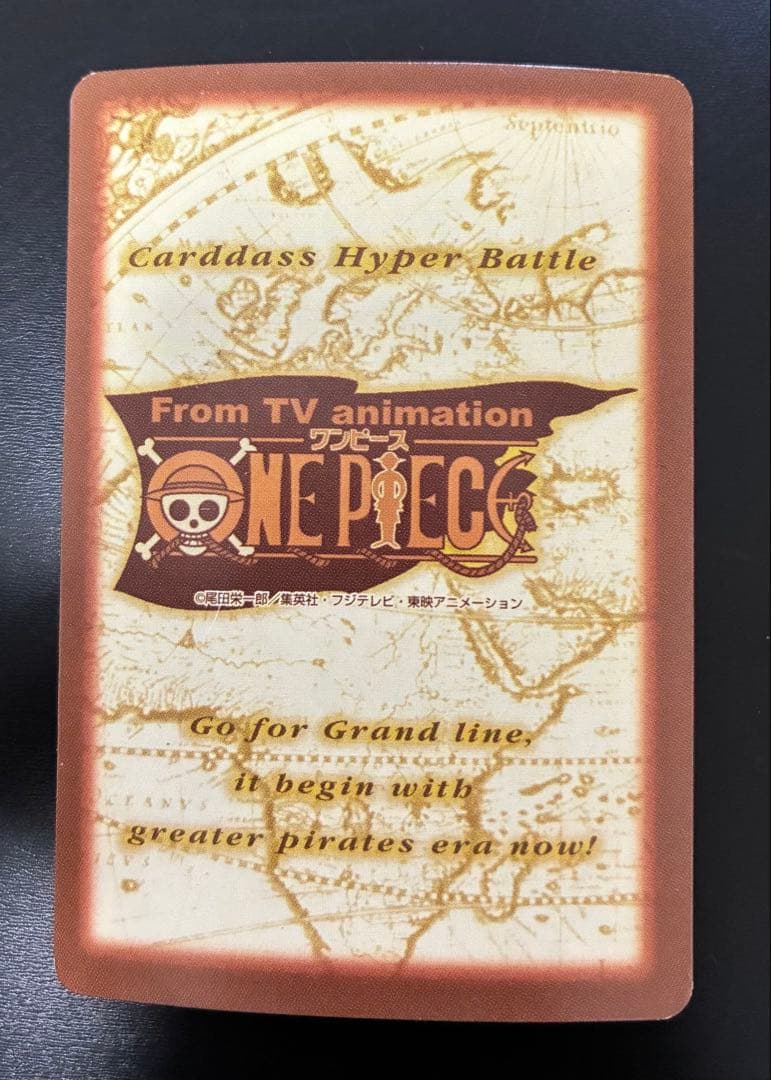 Septentrio
Carddass Hyper Battle
From TV animation
ワンピース
ONE PIECE
©尾田栄一郎／集英社・フジテレビ・東映アニメーション
Go for Grand line,
it begin with
greater pirates era now!